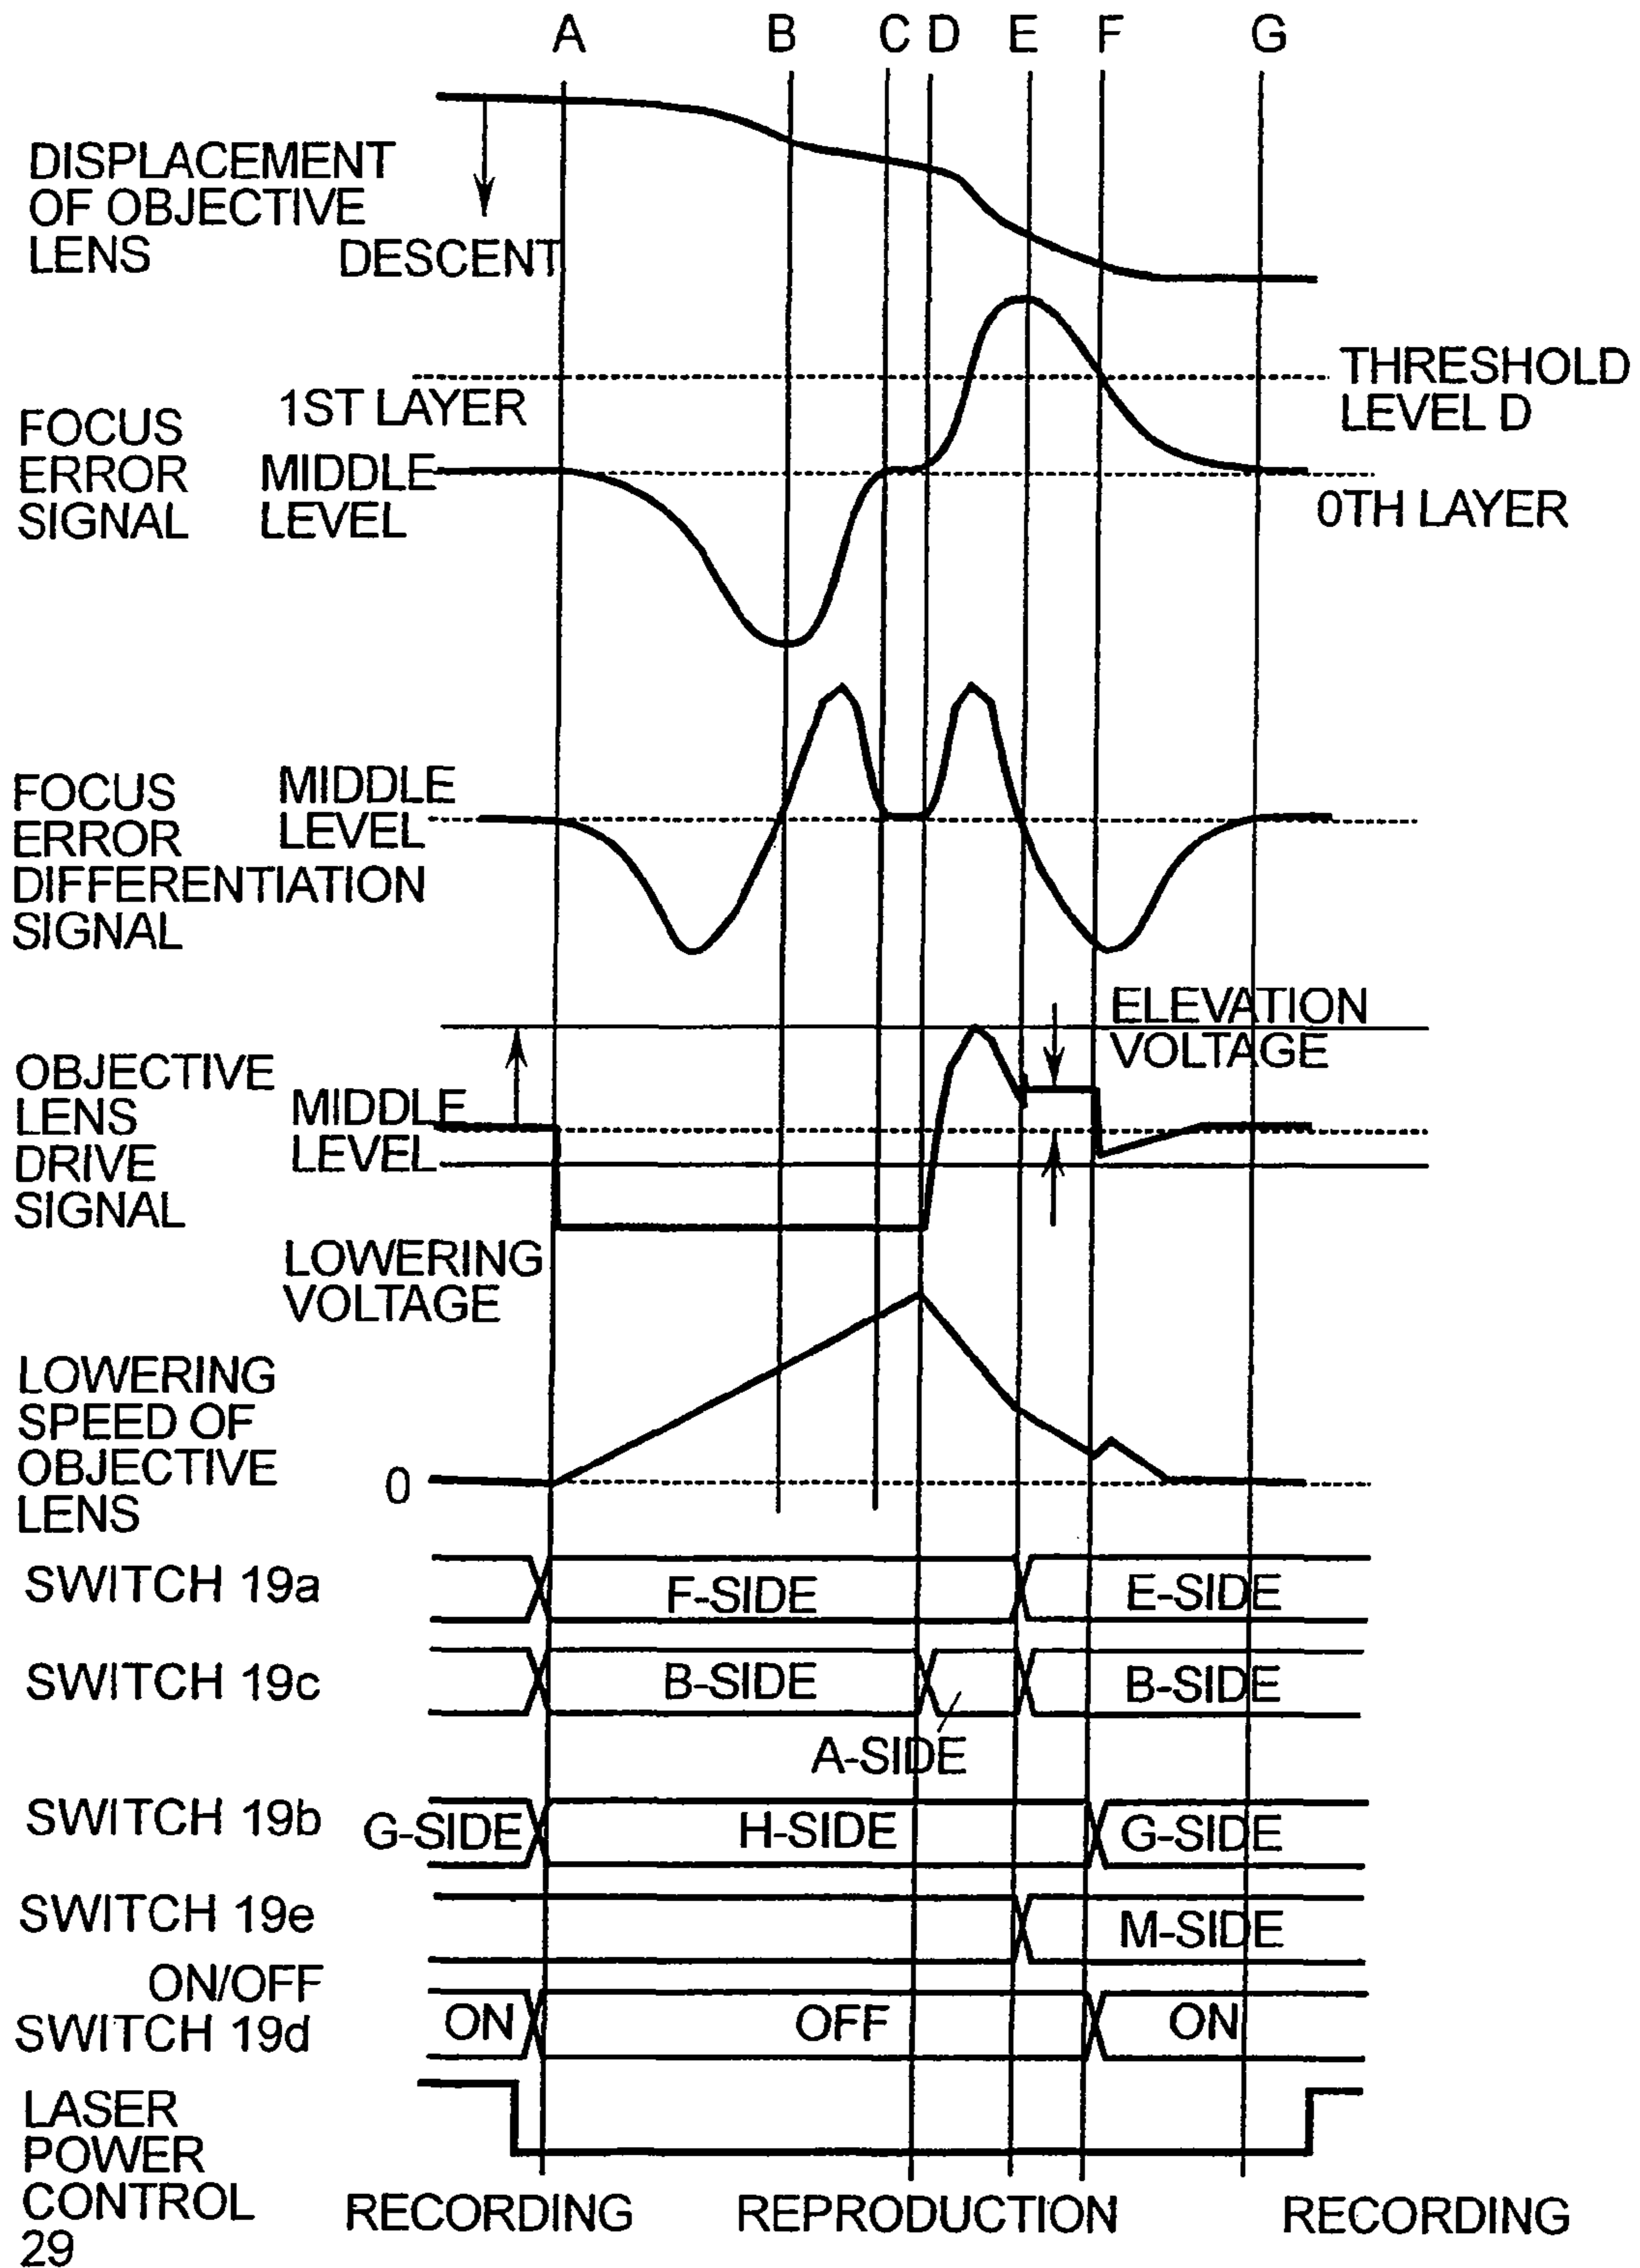 A B C D E F G
DISPLACEMENT
OF OBJECTIVE
LENS
DESCENT
THRESHOLD
LEVEL D
1ST LAYER
FOCUS
ERROR
SIGNAL
MIDDLE
LEVEL
0TH LAYER
FOCUS
ERROR
DIFFERENTIATION
SIGNAL
MIDDLE
LEVEL
ELEVATION
VOLTAGE
OBJECTIVE
LENS
DRIVE
SIGNAL
MIDDLE
LEVEL
LOWERING
VOLTAGE
LOWERING
SPEED OF
OBJECTIVE
LENS
0
SWITCH 19a F-SIDE E-SIDE
SWITCH 19c B-SIDE B-SIDE
A-SIDE
SWITCH 19b G-SIDE H-SIDE G-SIDE
SWITCH 19e M-SIDE
ON/OFF
SWITCH 19d ON OFF ON
LASER
POWER
CONTROL
29
RECORDING REPRODUCTION RECORDING